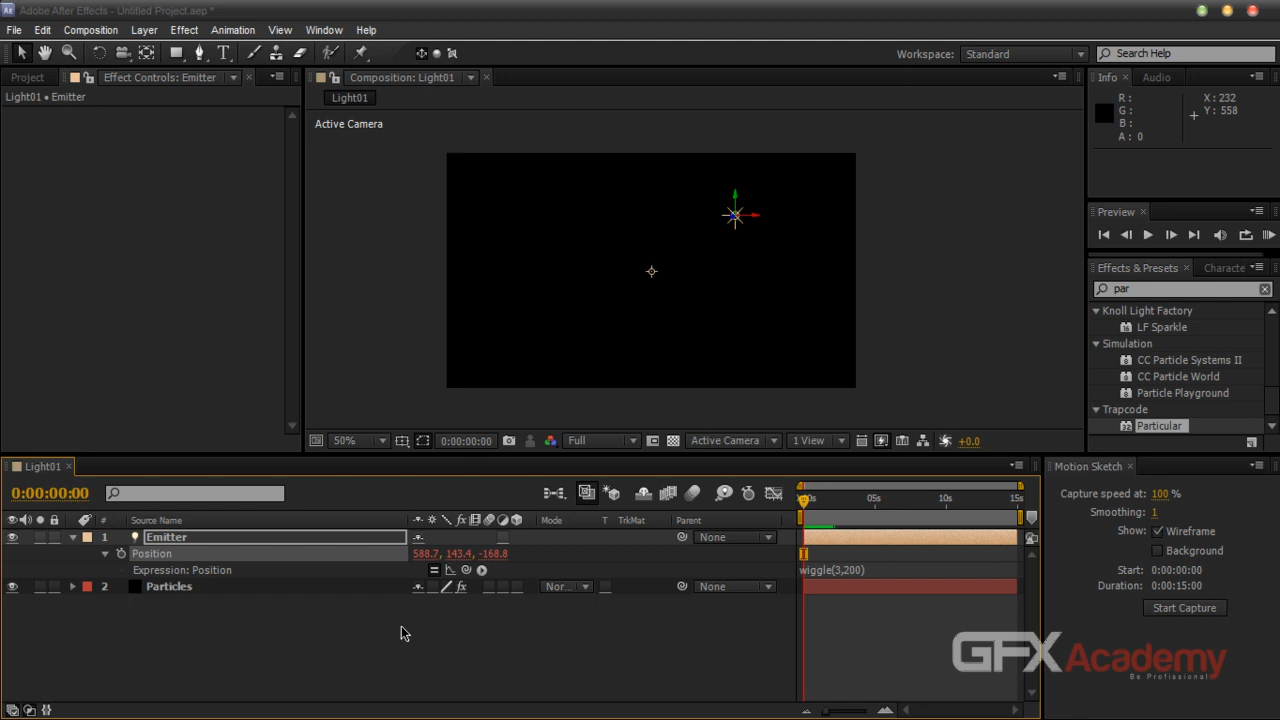 Adobe After Effects - Untitled Project.aep *
File Edit Composition Layer Effect Animation View Window Help
Workspace: Standard Search Help
Project Effect Controls: Emitter Composition: Light01 Info Audio
Light01 • Emitter
Light01
R : X : 232
G : Y : 558
B :
A : 0
Active Camera
Preview
Effects & Presets Characte
par
Knoll Light Factory
LF Sparkle
Simulation
CC Particle Systems II
CC Particle World
Particle Playground
Trapcode
Particular
50% 0:00:00:00 Full Active Camera 1 View +0.0
Light01 Motion Sketch
0:00:00:00
Capture speed at: 100 %
Smoothing: 1
Show: Wireframe
Background
Start: 0:00:00:00
Duration: 0:00:15:00
Start Capture
05s 10s 15s
# Source Name Mode T TrkMat Parent
1 Emitter None
Position 588.7, 143.4, -168.8
Expression: Position wiggle(3,200)
2 Particles Nor... None
GFXAcademy
Be Professional